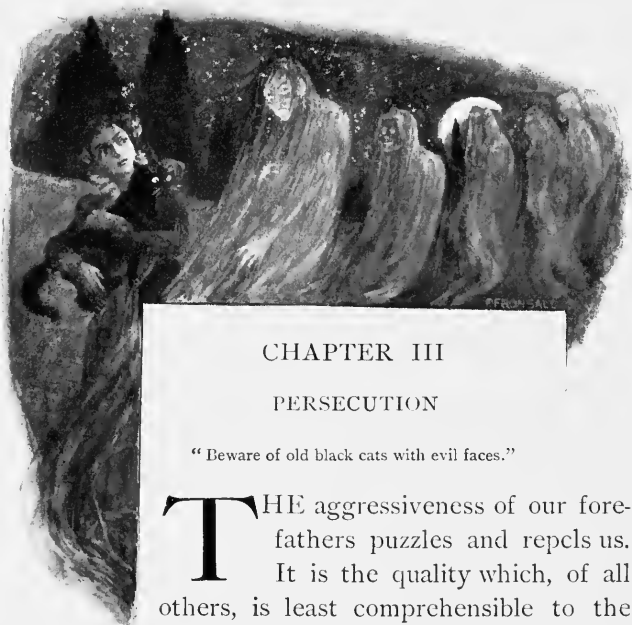 CHAPTER III
PERSECUTION
“Beware of old black cats with evil faces.”
THE aggressiveness of our fore-
fathers puzzles and repels us.
It is the quality which, of all
others, is least comprehensible to the